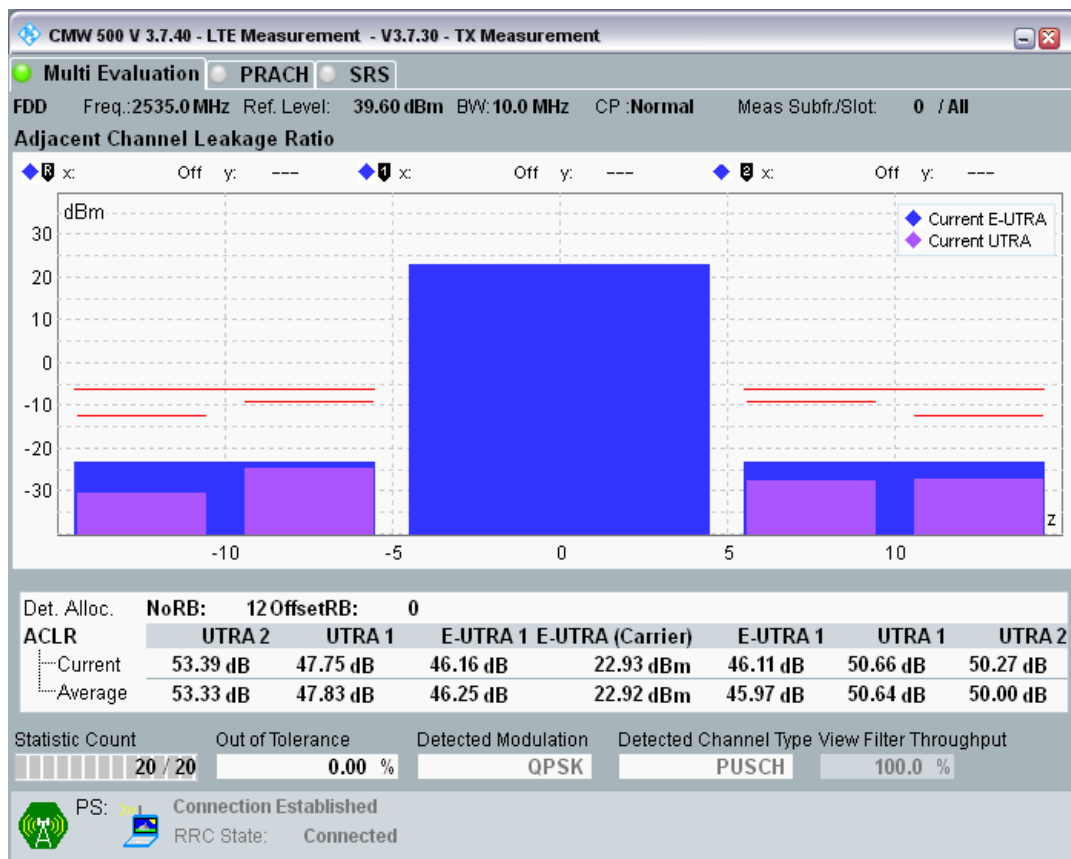 CMW 500 V 3.7.40 - LTE Measurement - V3.7.30 - TX Measurement
Multi Evaluation PRACH SRS
FDD Freq.:2535.0 MHz Ref. Level: 39.60 dBm BW:10.0 MHz CP :Normal Meas Subfr./Slot: 0 / All
Adjacent Channel Leakage Ratio
R x: Off y: --- 1 x: Off y: --- 2 x: Off y: ---
dBm
Current E-UTRA
Current UTRA
30
20
10
0
-10
-20
-30
z
-10 -5 0 5 10
Det. Alloc. NoRB: 12 OffsetRB: 0
ACLR UTRA 2 UTRA 1 E-UTRA 1 E-UTRA (Carrier) E-UTRA 1 UTRA 1 UTRA 2
Current 53.39 dB 47.75 dB 46.16 dB 22.93 dBm 46.11 dB 50.66 dB 50.27 dB
Average 53.33 dB 47.83 dB 46.25 dB 22.92 dBm 45.97 dB 50.64 dB 50.00 dB
Statistic Count Out of Tolerance Detected Modulation Detected Channel Type View Filter Throughput
20 / 20 0.00 % QPSK PUSCH 100.0 %
PS: Connection Established
RRC State: Connected